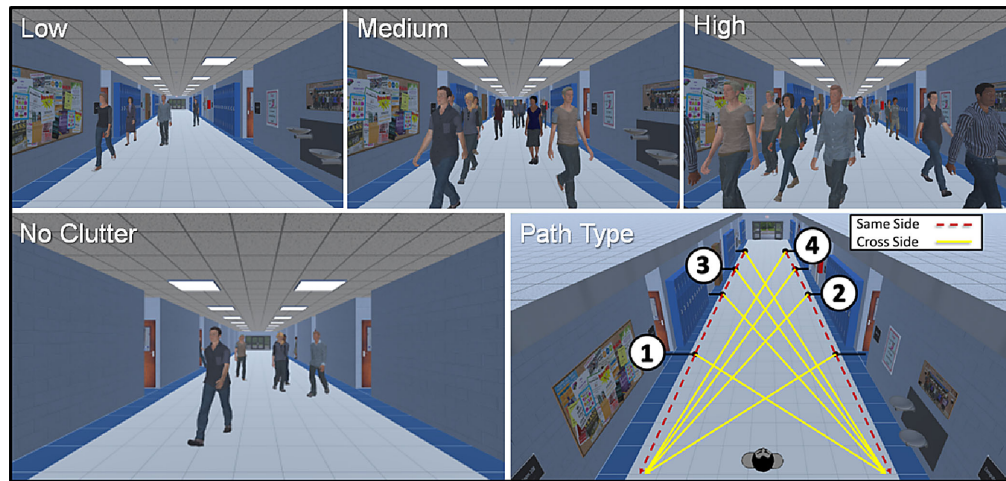 Low
Medium
High
No Clutter
Path Type
Same Side
Cross Side
3
4
2
1